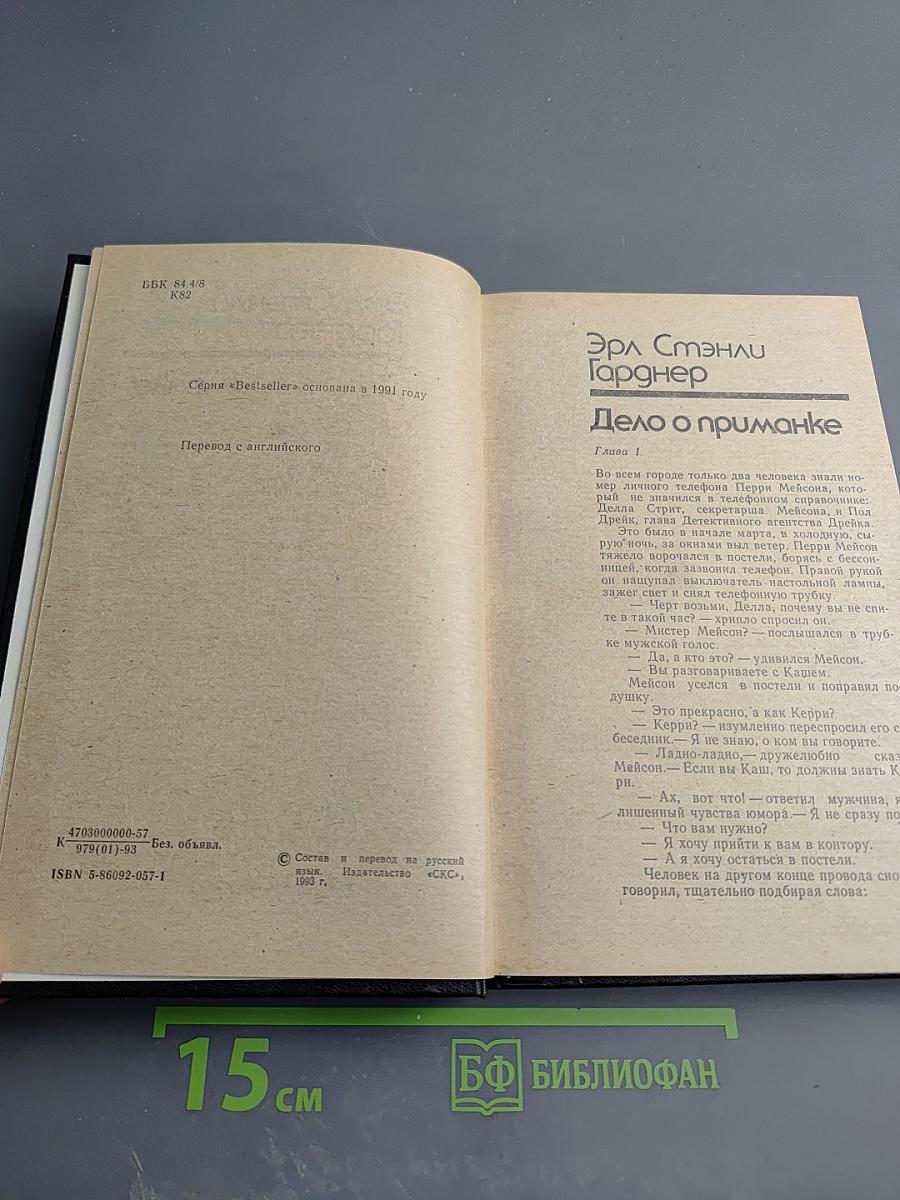 ББК 84.4/8
К82
Серия «Bestseller» основана в 1991 году
Перевод с английского
К 4703000000-57
979(01)-93 Без. объявл.
ISBN 5-86092-057-1
© Состав и перевод на русский
язык. Издательство «СКС»,
1993 г.
Эрл Стэнли
Гарднер
Дело о приманке
Глава 1.
Во всем городе только два человека знали но-
мер личного телефона Перри Мейсона, кото-
рый не значился в телефонном справочнике:
Делла Стрит, секретарша Мейсона, и Пол
Дрейк, глава Детективного агентства Дрейка.
Это было в начале марта, в холодную, сы-
рую ночь, за окнами выл ветер. Перри Мейсон
тяжело ворочался в постели, борясь с бессон-
ницей, когда зазвонил телефон. Правой рукой
он нащупал выключатель настольной лампы,
зажег свет и снял телефонную трубку.
— Черт возьми, Делла, почему вы не спи-
те в такой час? — хрипло спросил он.
— Мистер Мейсон? — послышался в труб-
ке мужской голос.
— Да, а кто это? — удивился Мейсон.
— Вы разговариваете с Кашем.
Мейсон уселся в постели и поправил по-
душку.
— Это прекрасно, а как Керри?
— Керри? — изумленно переспросил его с
беседник.— Я не знаю, о ком вы говорите.
— Ладно-ладно,— дружелюбно сказ
Мейсон.— Если вы Каш, то должны знать К
ри.
— Ах, вот что! — ответил мужчина, я
лишенный чувства юмора.— Я не сразу по
— Что вам нужно?
— Я хочу прийти к вам в контору.
— А я хочу остаться в постели.
Человек на другом конце провода сно
говорил, тщательно подбирая слова:
15 см
БФ БИБЛИОФАН